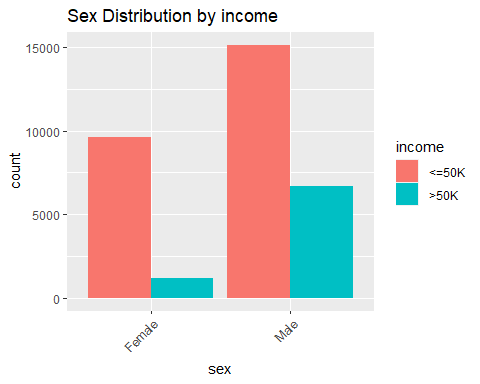 Sex Distribution by income
15000
10000
5000
0
count
Female
Male
sex
income
<=50K
>50K